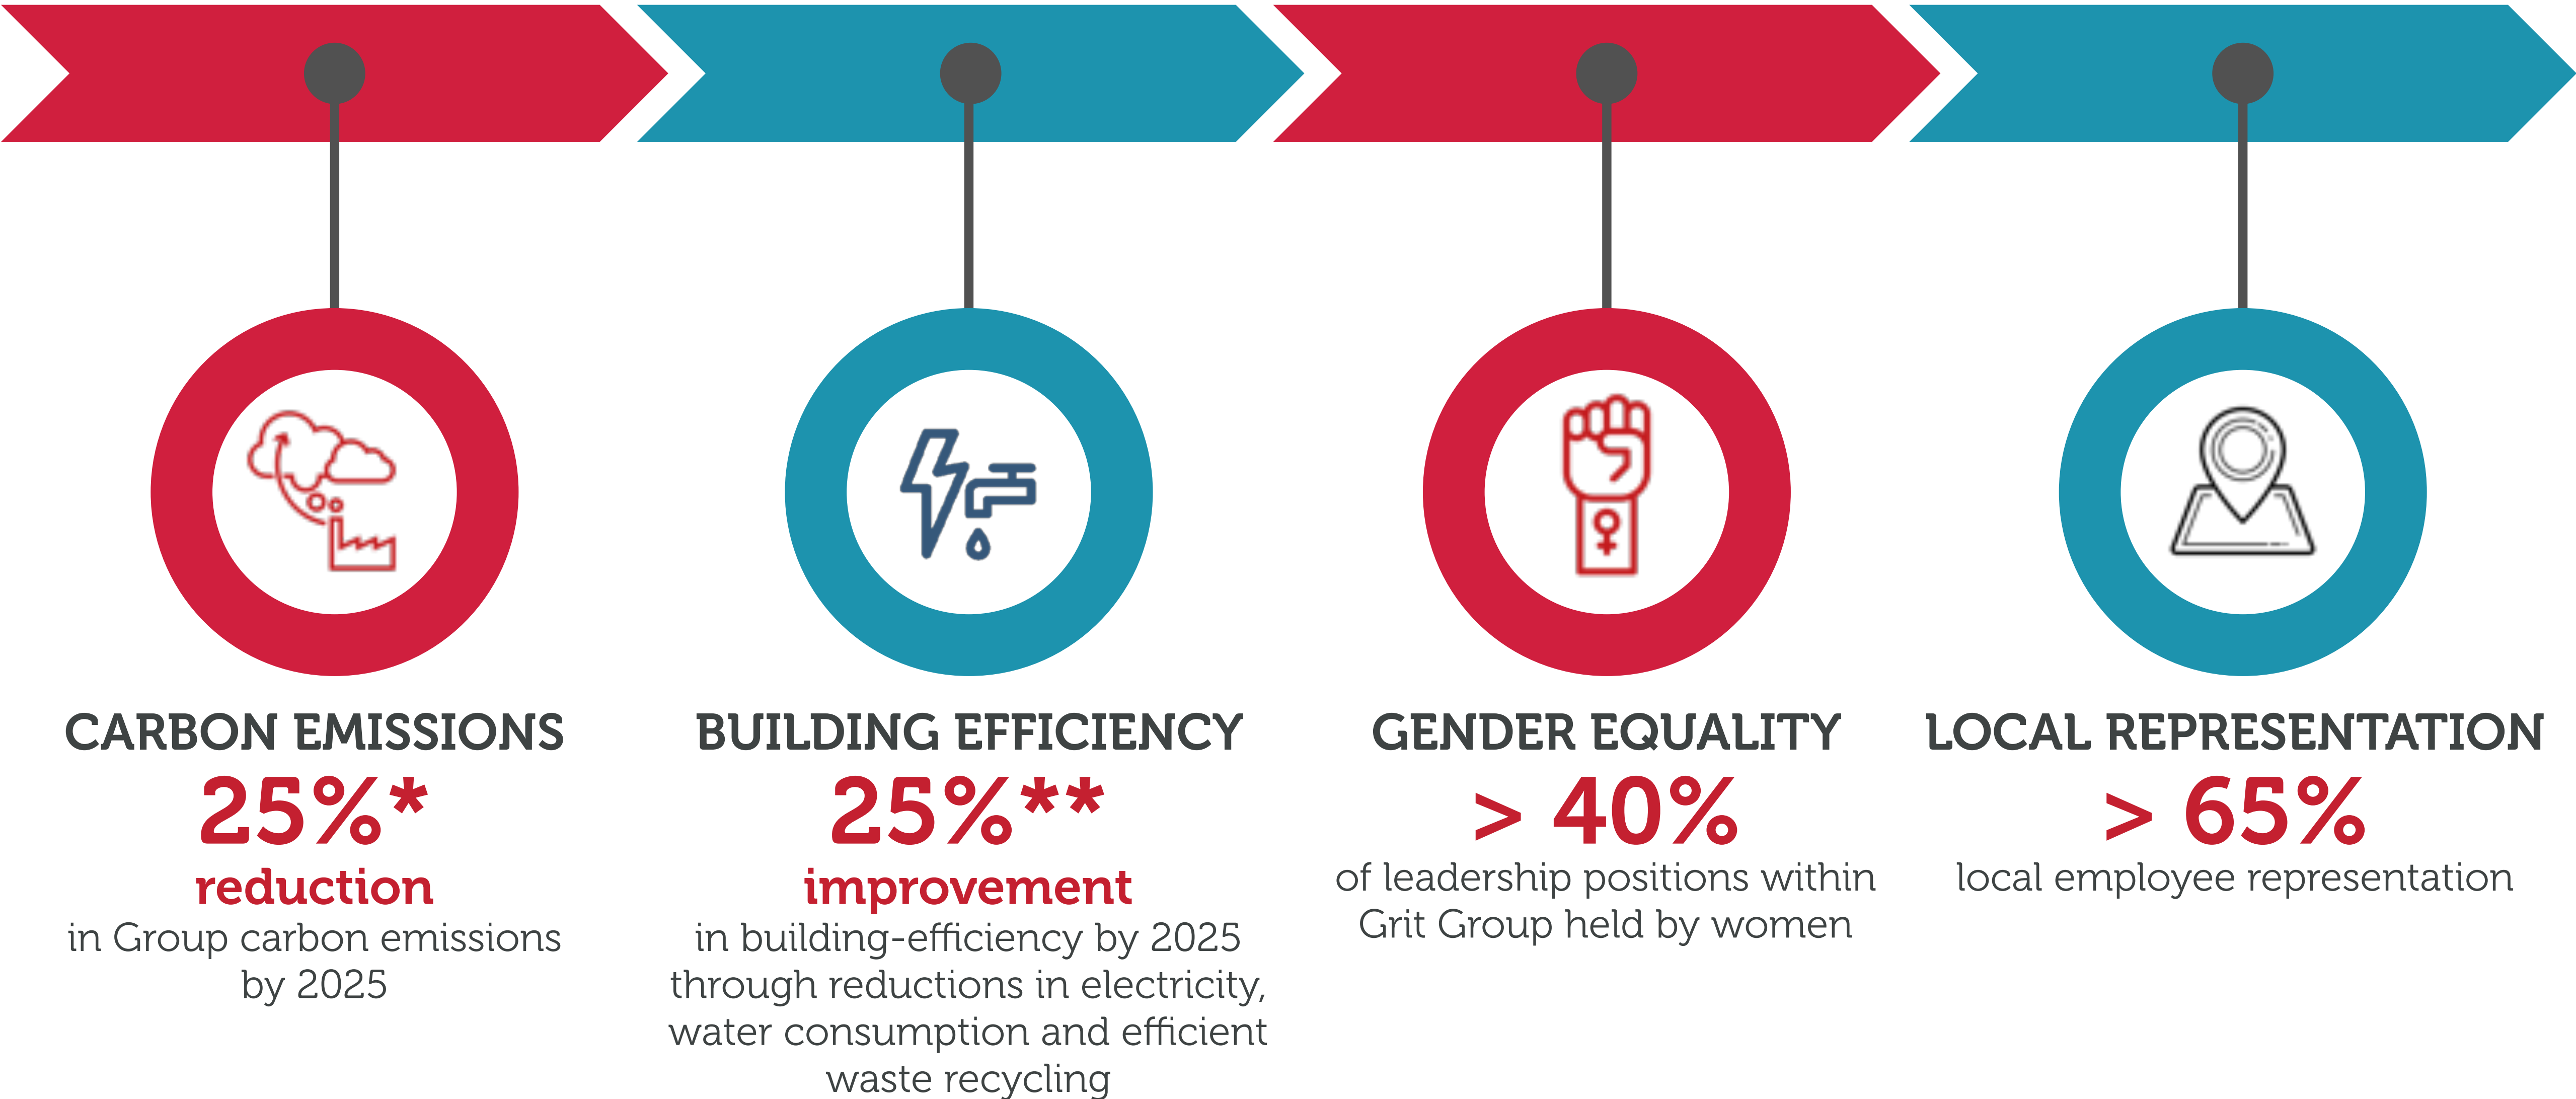 CARBON EMISSIONS
25%*
reduction
in Group carbon emissions
by 2025
BUILDING EFFICIENCY
25%**
improvement
in building-efficiency by 2025
through reductions in electricity,
water consumption and efficient
waste recycling
GENDER EQUALITY
> 40%
of leadership positions within
Grit Group held by women
LOCAL REPRESENTATION
> 65%
local employee representation